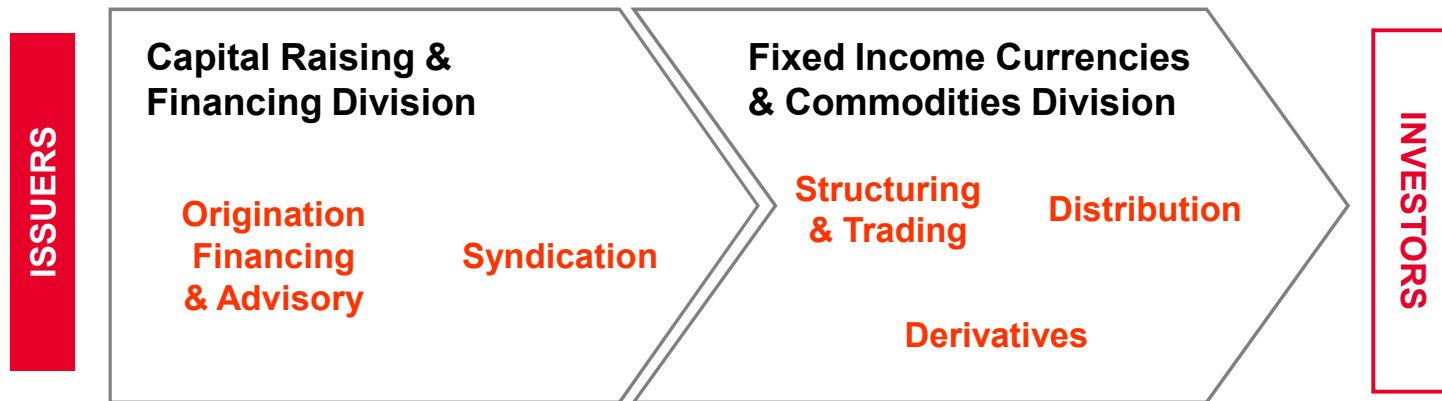 ISSUERS
Capital Raising &
Financing Division
Origination
Financing
& Advisory
Syndication
Fixed Income Currencies
& Commodities Division
Structuring
& Trading
Distribution
Derivatives
INVESTORS